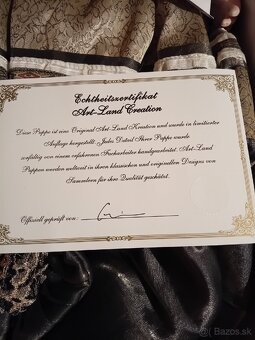 Echtheitszertifikat
Art-Land Creation
Diese Puppe ist eine Original Art-Land Kreation und wurde in limitierter
Auflage hergestellt. Jedes Detail Ihrer Puppe wurde
sorfältig von einem erfahrenen Facharbeiter handgearbeitet. Art-Land
Puppen werden weltweit in ihren klassischen und originellen Designs von
Sammlern für ihre Qualität geschätzt.
Offiziell geprüft von:
Bazos.sk